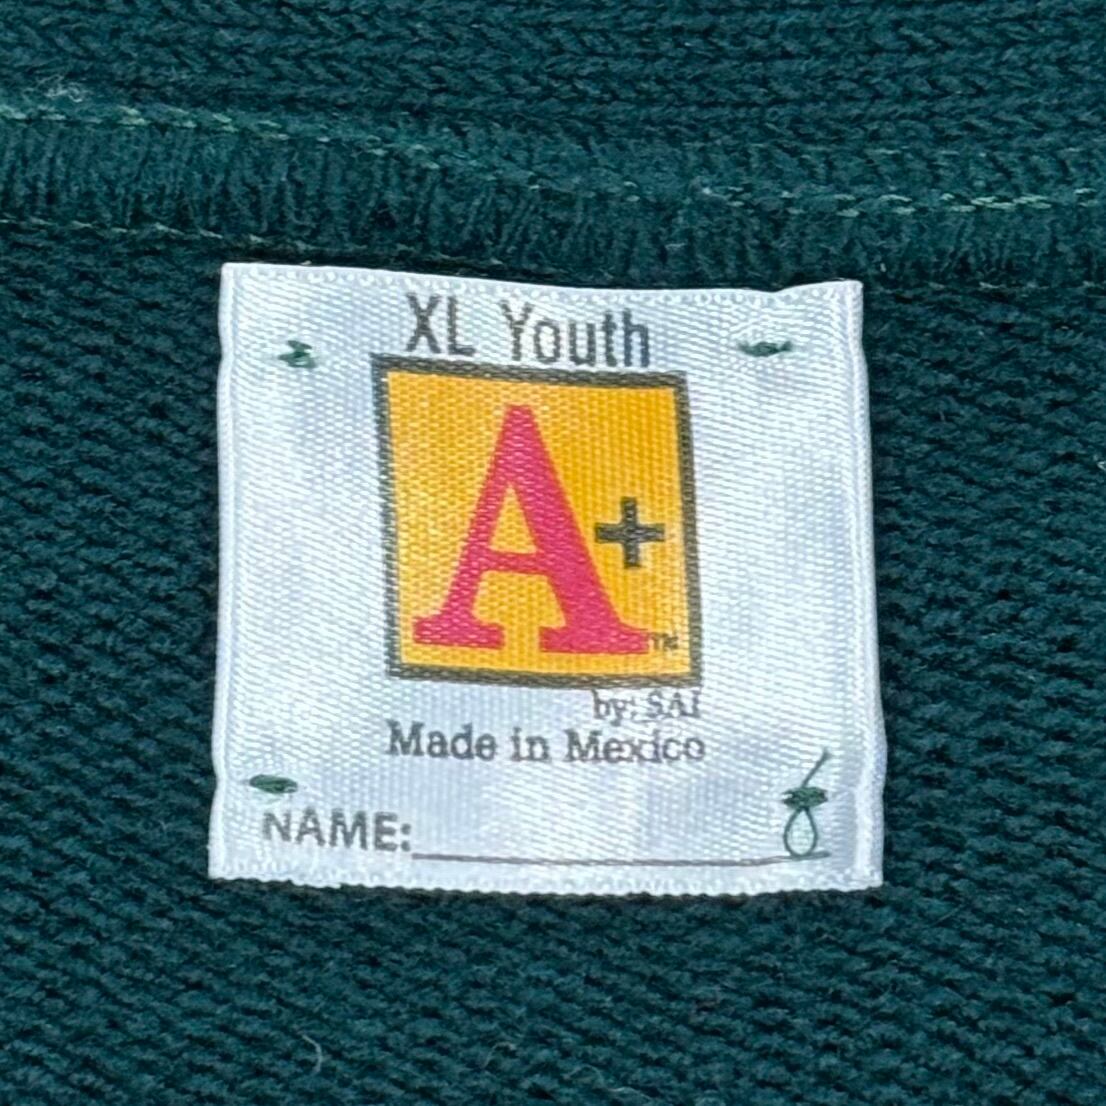 XL Youth
A+
TM
by: SAI
Made in Mexico
NAME: